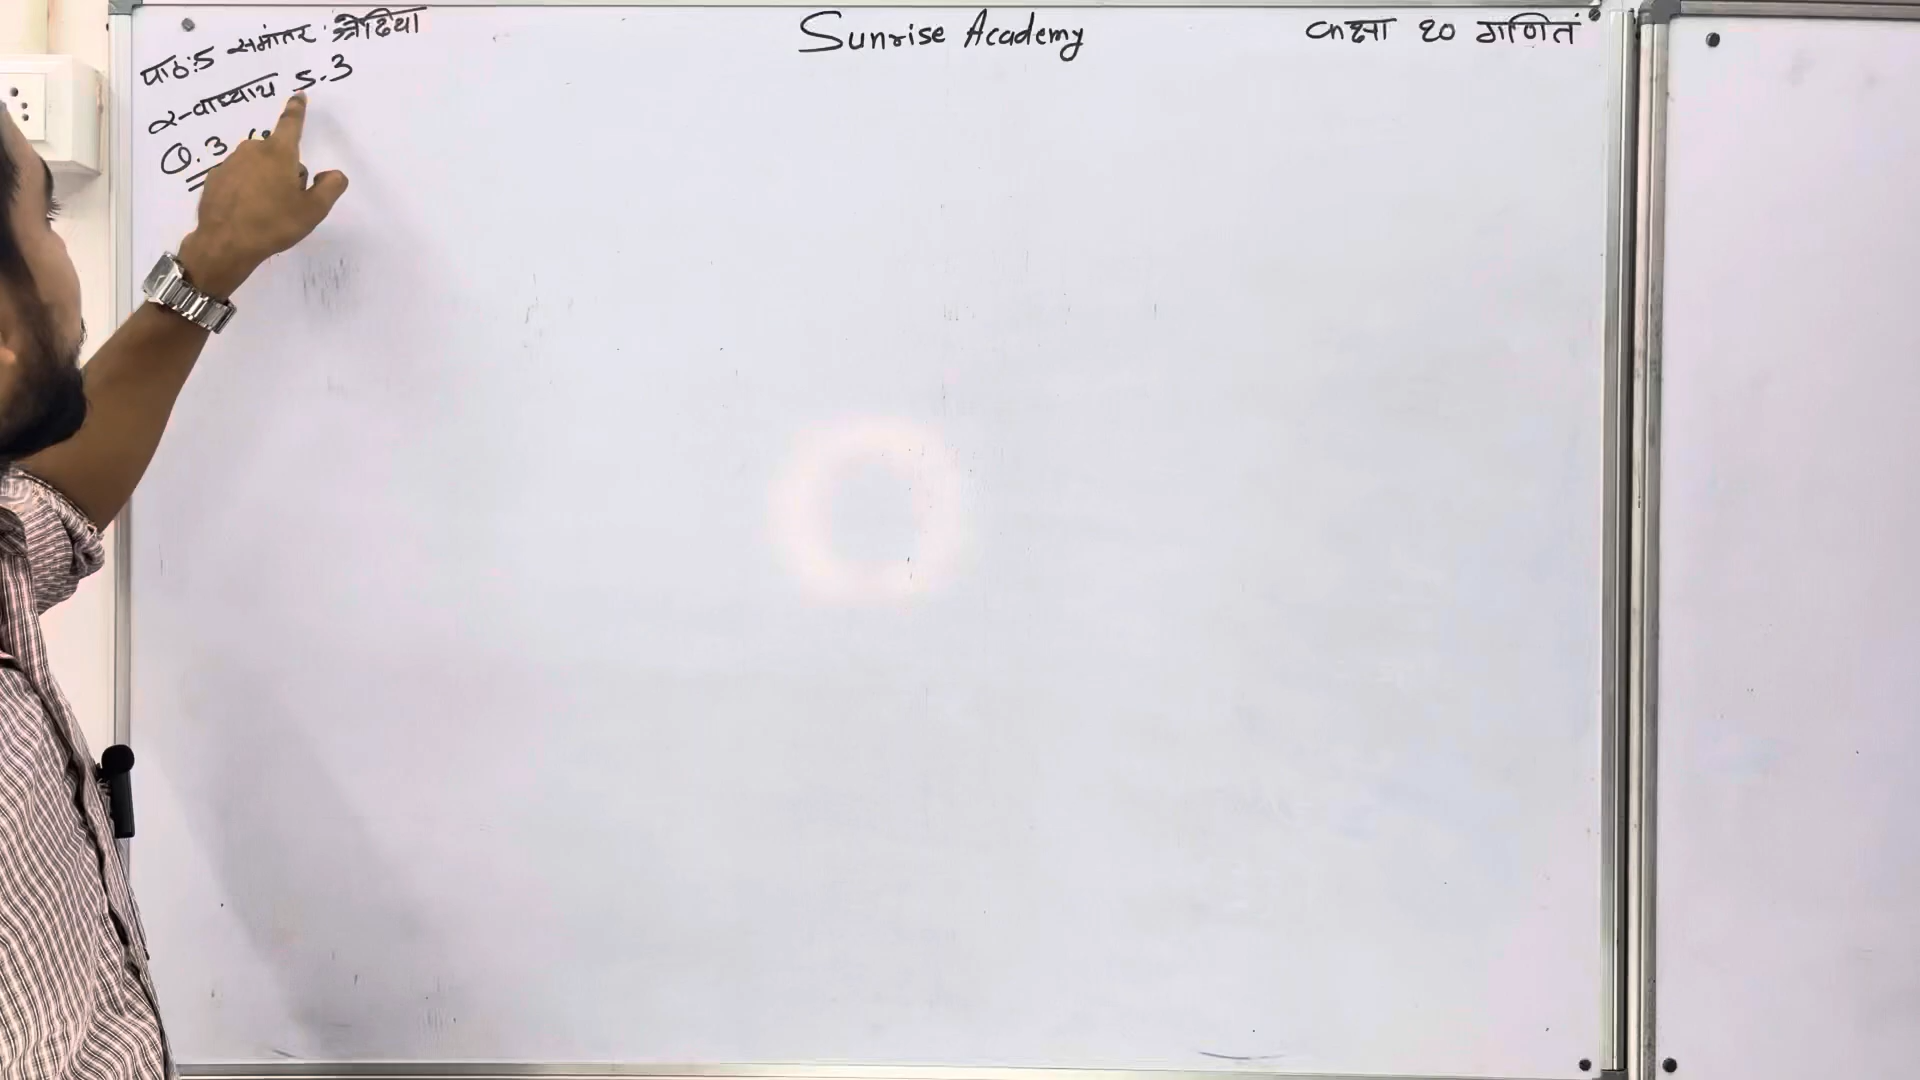 पाठ:5 समांतर श्रेढिया
स्वाध्याय 5.3
Q.3
Sunrise Academy
कक्षा १० गणित